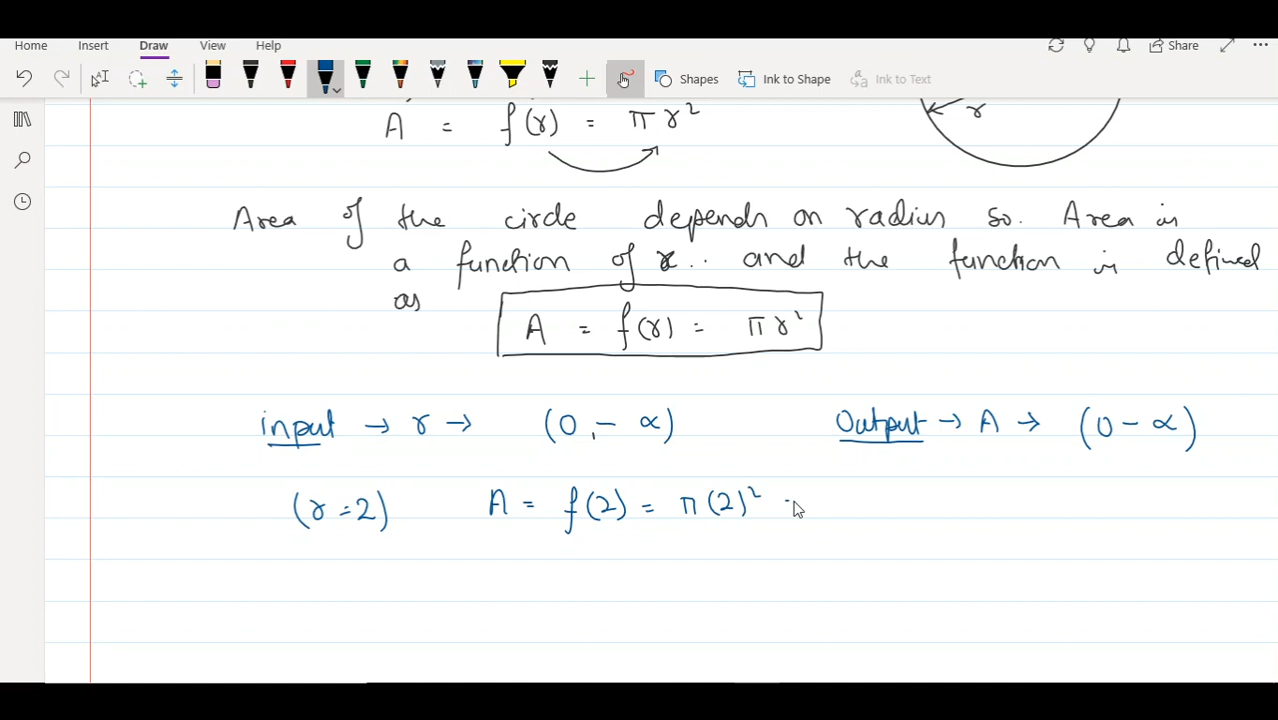 Home Insert Draw View Help Share
Shapes Ink to Shape Ink to Text
A = f(r) = πr²
r
Area of the circle depends on radius so. Area is
a function of r.. and the function is defined
as
A = f(r) = πr²
input → r → (0,- α) Output → A → (0 - α)
(r = 2) A = f(2) = π(2)²